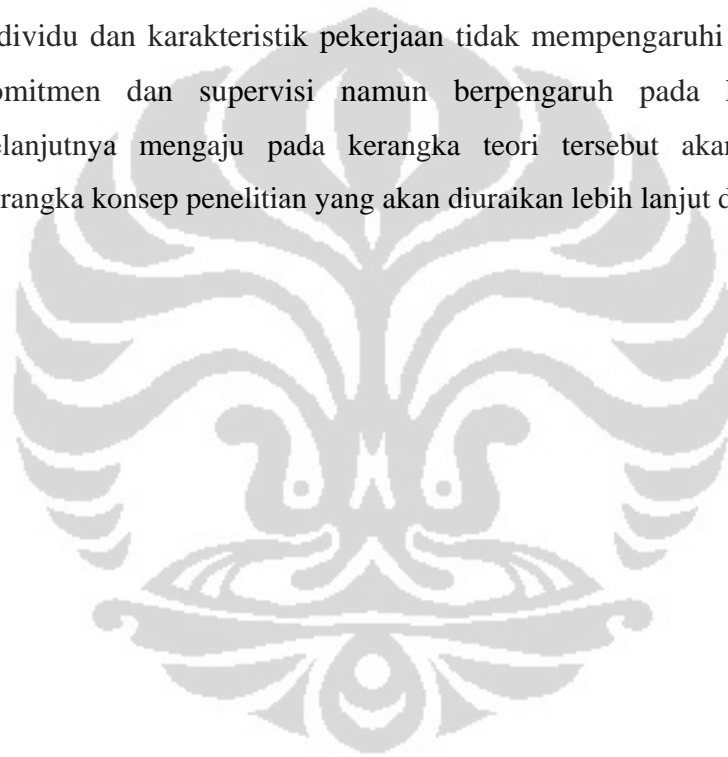 dividu dan karakteristik pekerjaan tidak mempengaruhi
omitmen dan supervisi namun berpengaruh pada
elanjutnya mengaju pada kerangka teori tersebut akan
rangka konsep penelitian yang akan diuraikan lebih lanjut d